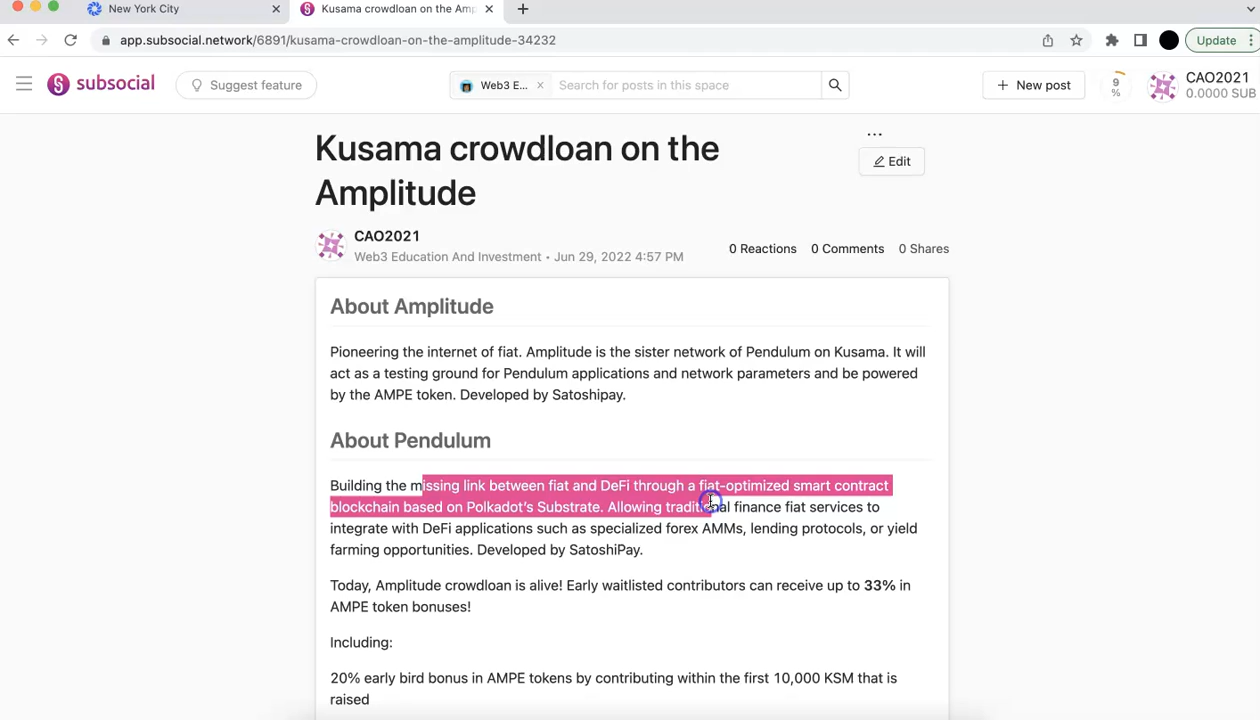 New York City
Kusama crowdloan on the Amp
app.subsocial.network/6891/kusama-crowdloan-on-the-amplitude-34232
Update
subsocial
Suggest feature
Web3 E...
Search for posts in this space
New post
9
%
CAO2021
0.0000 SUB
Kusama crowdloan on the
Amplitude
...
Edit
CAO2021
Web3 Education And Investment • Jun 29, 2022 4:57 PM
0 Reactions 0 Comments 0 Shares
About Amplitude
Pioneering the internet of fiat. Amplitude is the sister network of Pendulum on Kusama. It will
act as a testing ground for Pendulum applications and network parameters and be powered
by the AMPE token. Developed by Satoshipay.
About Pendulum
Building the missing link between fiat and DeFi through a fiat-optimized smart contract
blockchain based on Polkadot’s Substrate. Allowing traditional finance fiat services to
integrate with DeFi applications such as specialized forex AMMs, lending protocols, or yield
farming opportunities. Developed by SatoshiPay.
Today, Amplitude crowdloan is alive! Early waitlisted contributors can receive up to 33% in
AMPE token bonuses!
Including:
20% early bird bonus in AMPE tokens by contributing within the first 10,000 KSM that is
raised